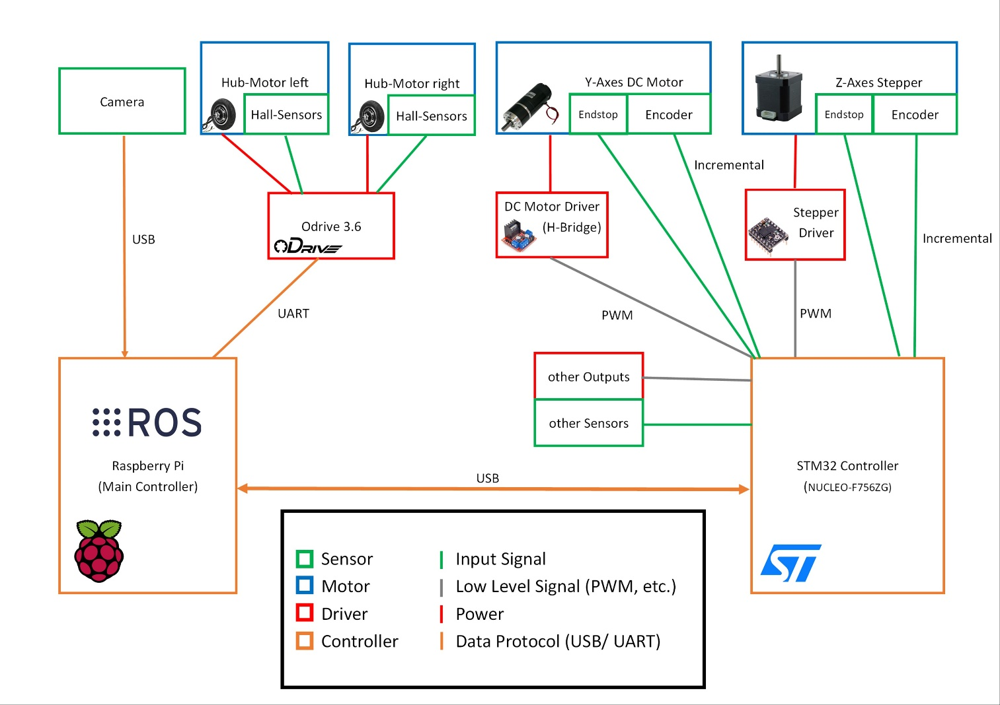 Camera
Hub-Motor left
Hall-Sensors
Hub-Motor right
Hall-Sensors
Y-Axes DC Motor
Endstop
Encoder
Z-Axes Stepper
Endstop
Encoder
Incremental
USB
Odrive 3.6
ODRIVE
DC Motor Driver
(H-Bridge)
Stepper
Driver
Incremental
UART
PWM
PWM
other Outputs
other Sensors
ROS
Raspberry Pi
(Main Controller)
USB
STM32 Controller
(NUCLEO-F756ZG)
ST
Sensor
Input Signal
Motor
Low Level Signal (PWM, etc.)
Driver
Power
Controller
Data Protocol (USB/ UART)